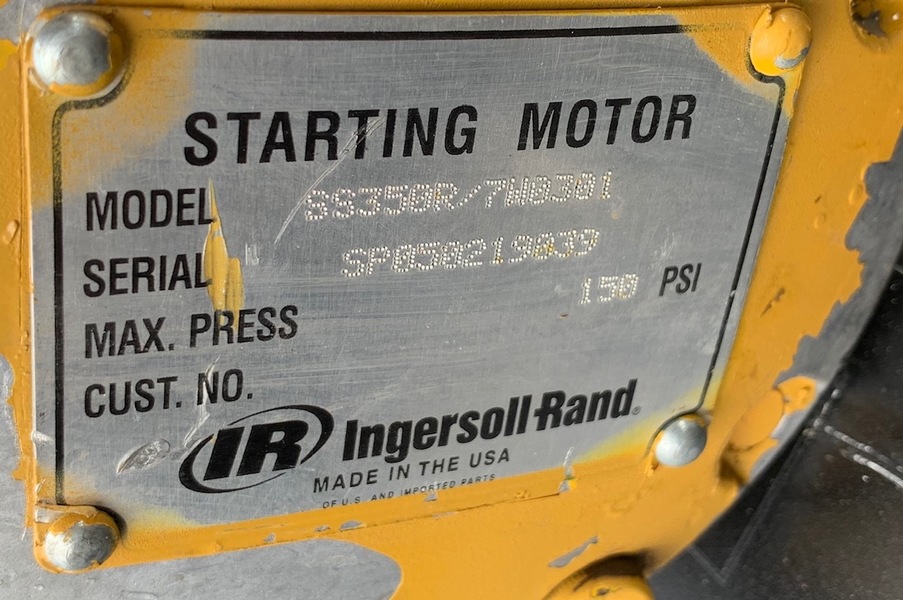 STARTING MOTOR
MODEL SS350R/7W0301
SERIAL SP050219039
MAX. PRESS 150 PSI
CUST. NO.
IR Ingersoll-Rand®
MADE IN THE USA
OF U.S. AND IMPORTED PARTS